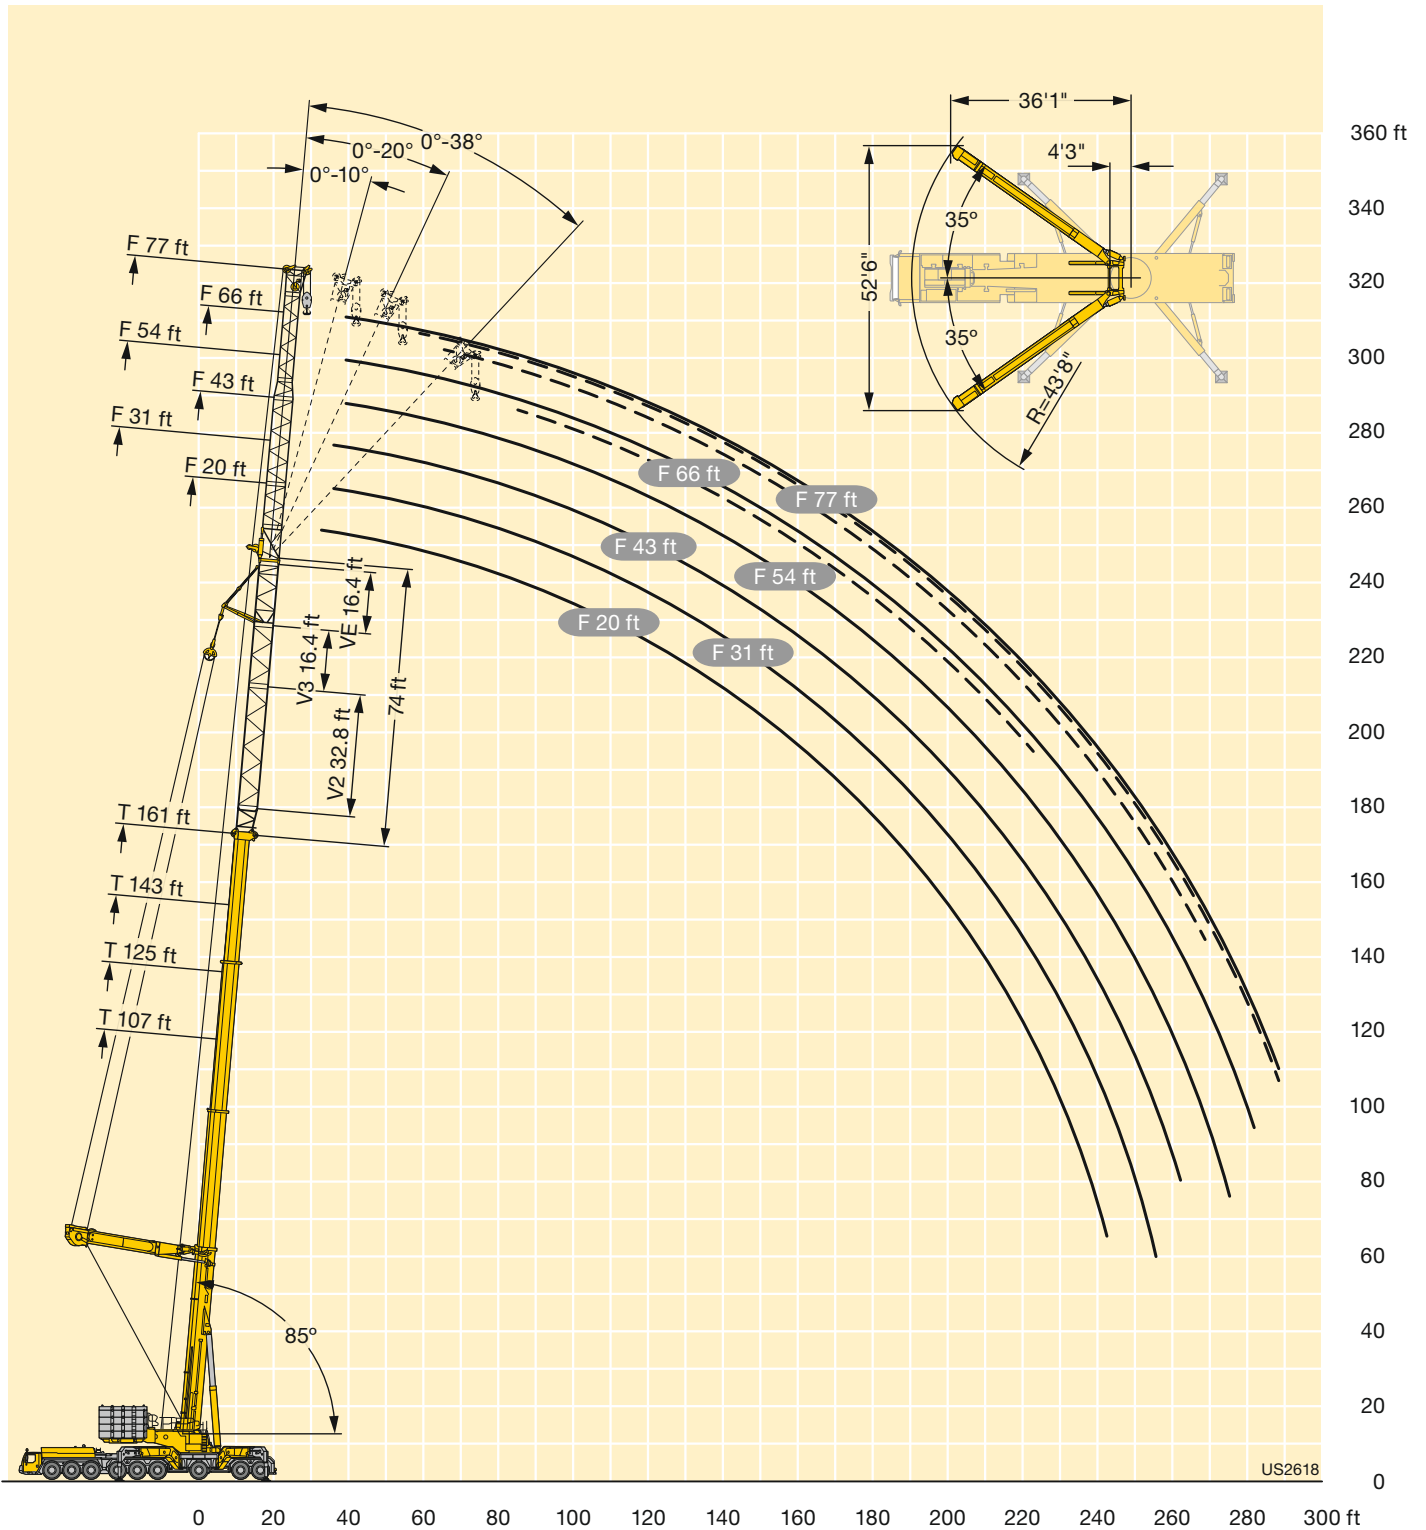 36'1"
360 ft
0°-38°
0°-20°
4'3"
0°-10°
340
35º
F 77 ft
52'6"
320
F 66 ft
F 54 ft
35º
300
R=43'8"
F 43 ft
F 31 ft
280
F 20 ft
F 66 ft
F 77 ft
260
F 43 ft
F 54 ft
240
VE 16.4 ft
F 20 ft
V3 16.4 ft
F 31 ft
220
74 ft
V2 32.8 ft
200
T 161 ft
180
T 143 ft
160
T 125 ft
140
T 107 ft
120
100
80
60
85º
40
20
US2618
0
0 20 40 60 80 100 120 140 160 180 200 220 240 260 280 300 ft